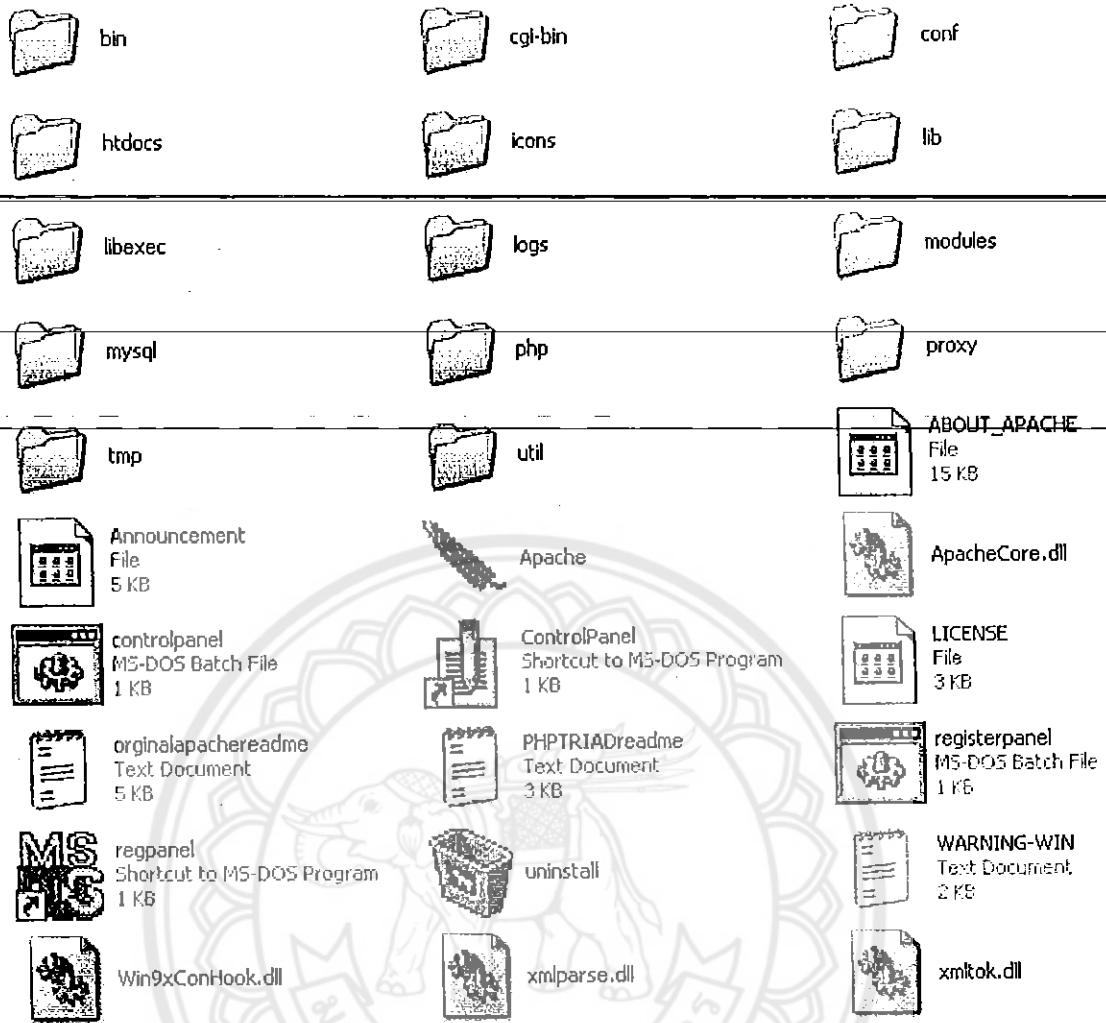 bin
cgi-bin
conf
htdocs
icons
lib
libexec
logs
modules
mysql
php
proxy
tmp
util
ABOUT_APACHE
File
15 KB
Announcement
File
5 KB
Apache
ApacheCore.dll
controlpanel
MS-DOS Batch File
1 KB
ControlPanel
Shortcut to MS-DOS Program
1 KB
LICENSE
File
3 KB
orginalapachereadme
Text Document
5 KB
PHPTRIADreadme
Text Document
3 KB
registerpanel
MS-DOS Batch File
1 KB
MS
regpanel
Shortcut to MS-DOS Program
1 KB
uninstall
WARNING-WIN
Text Document
2 KB
Win9xConHook.dll
xmlparse.dll
xmltok.dll